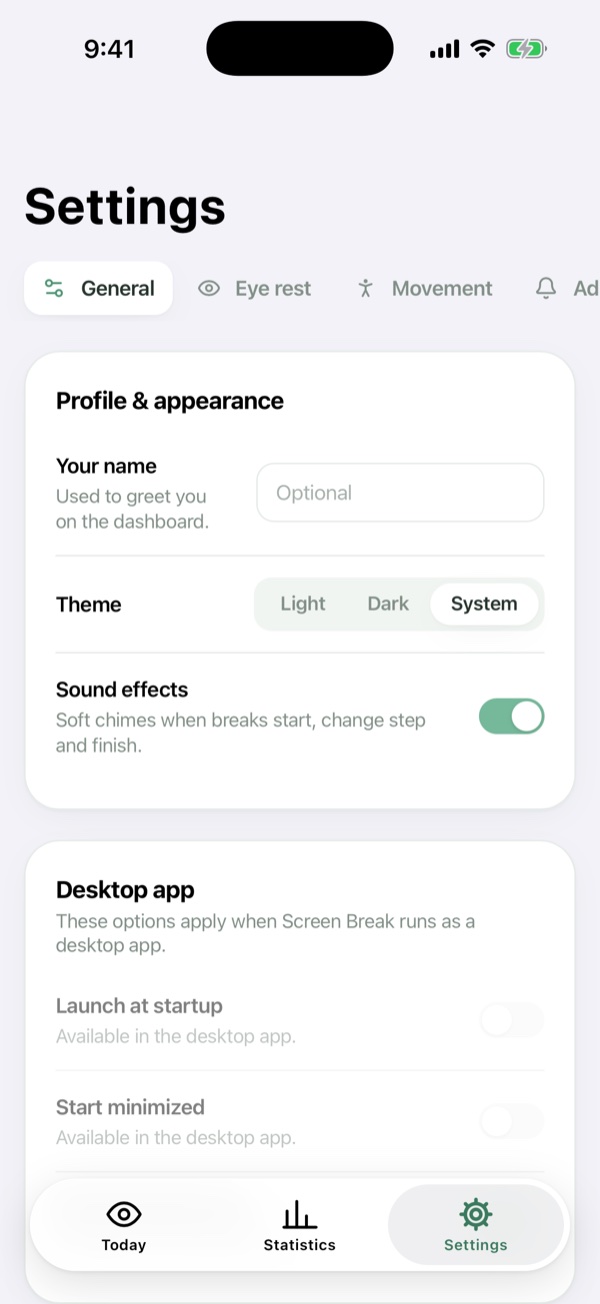 9:41
Settings
General
Eye rest
Movement
Ad
Profile & appearance
Your name
Used to greet you
on the dashboard.
Optional
Theme
Light
Dark
System
Sound effects
Soft chimes when breaks start, change step
and finish.
Desktop app
These options apply when Screen Break runs as a
desktop app.
Launch at startup
Available in the desktop app.
Start minimized
Available in the desktop app.
Today
Statistics
Settings